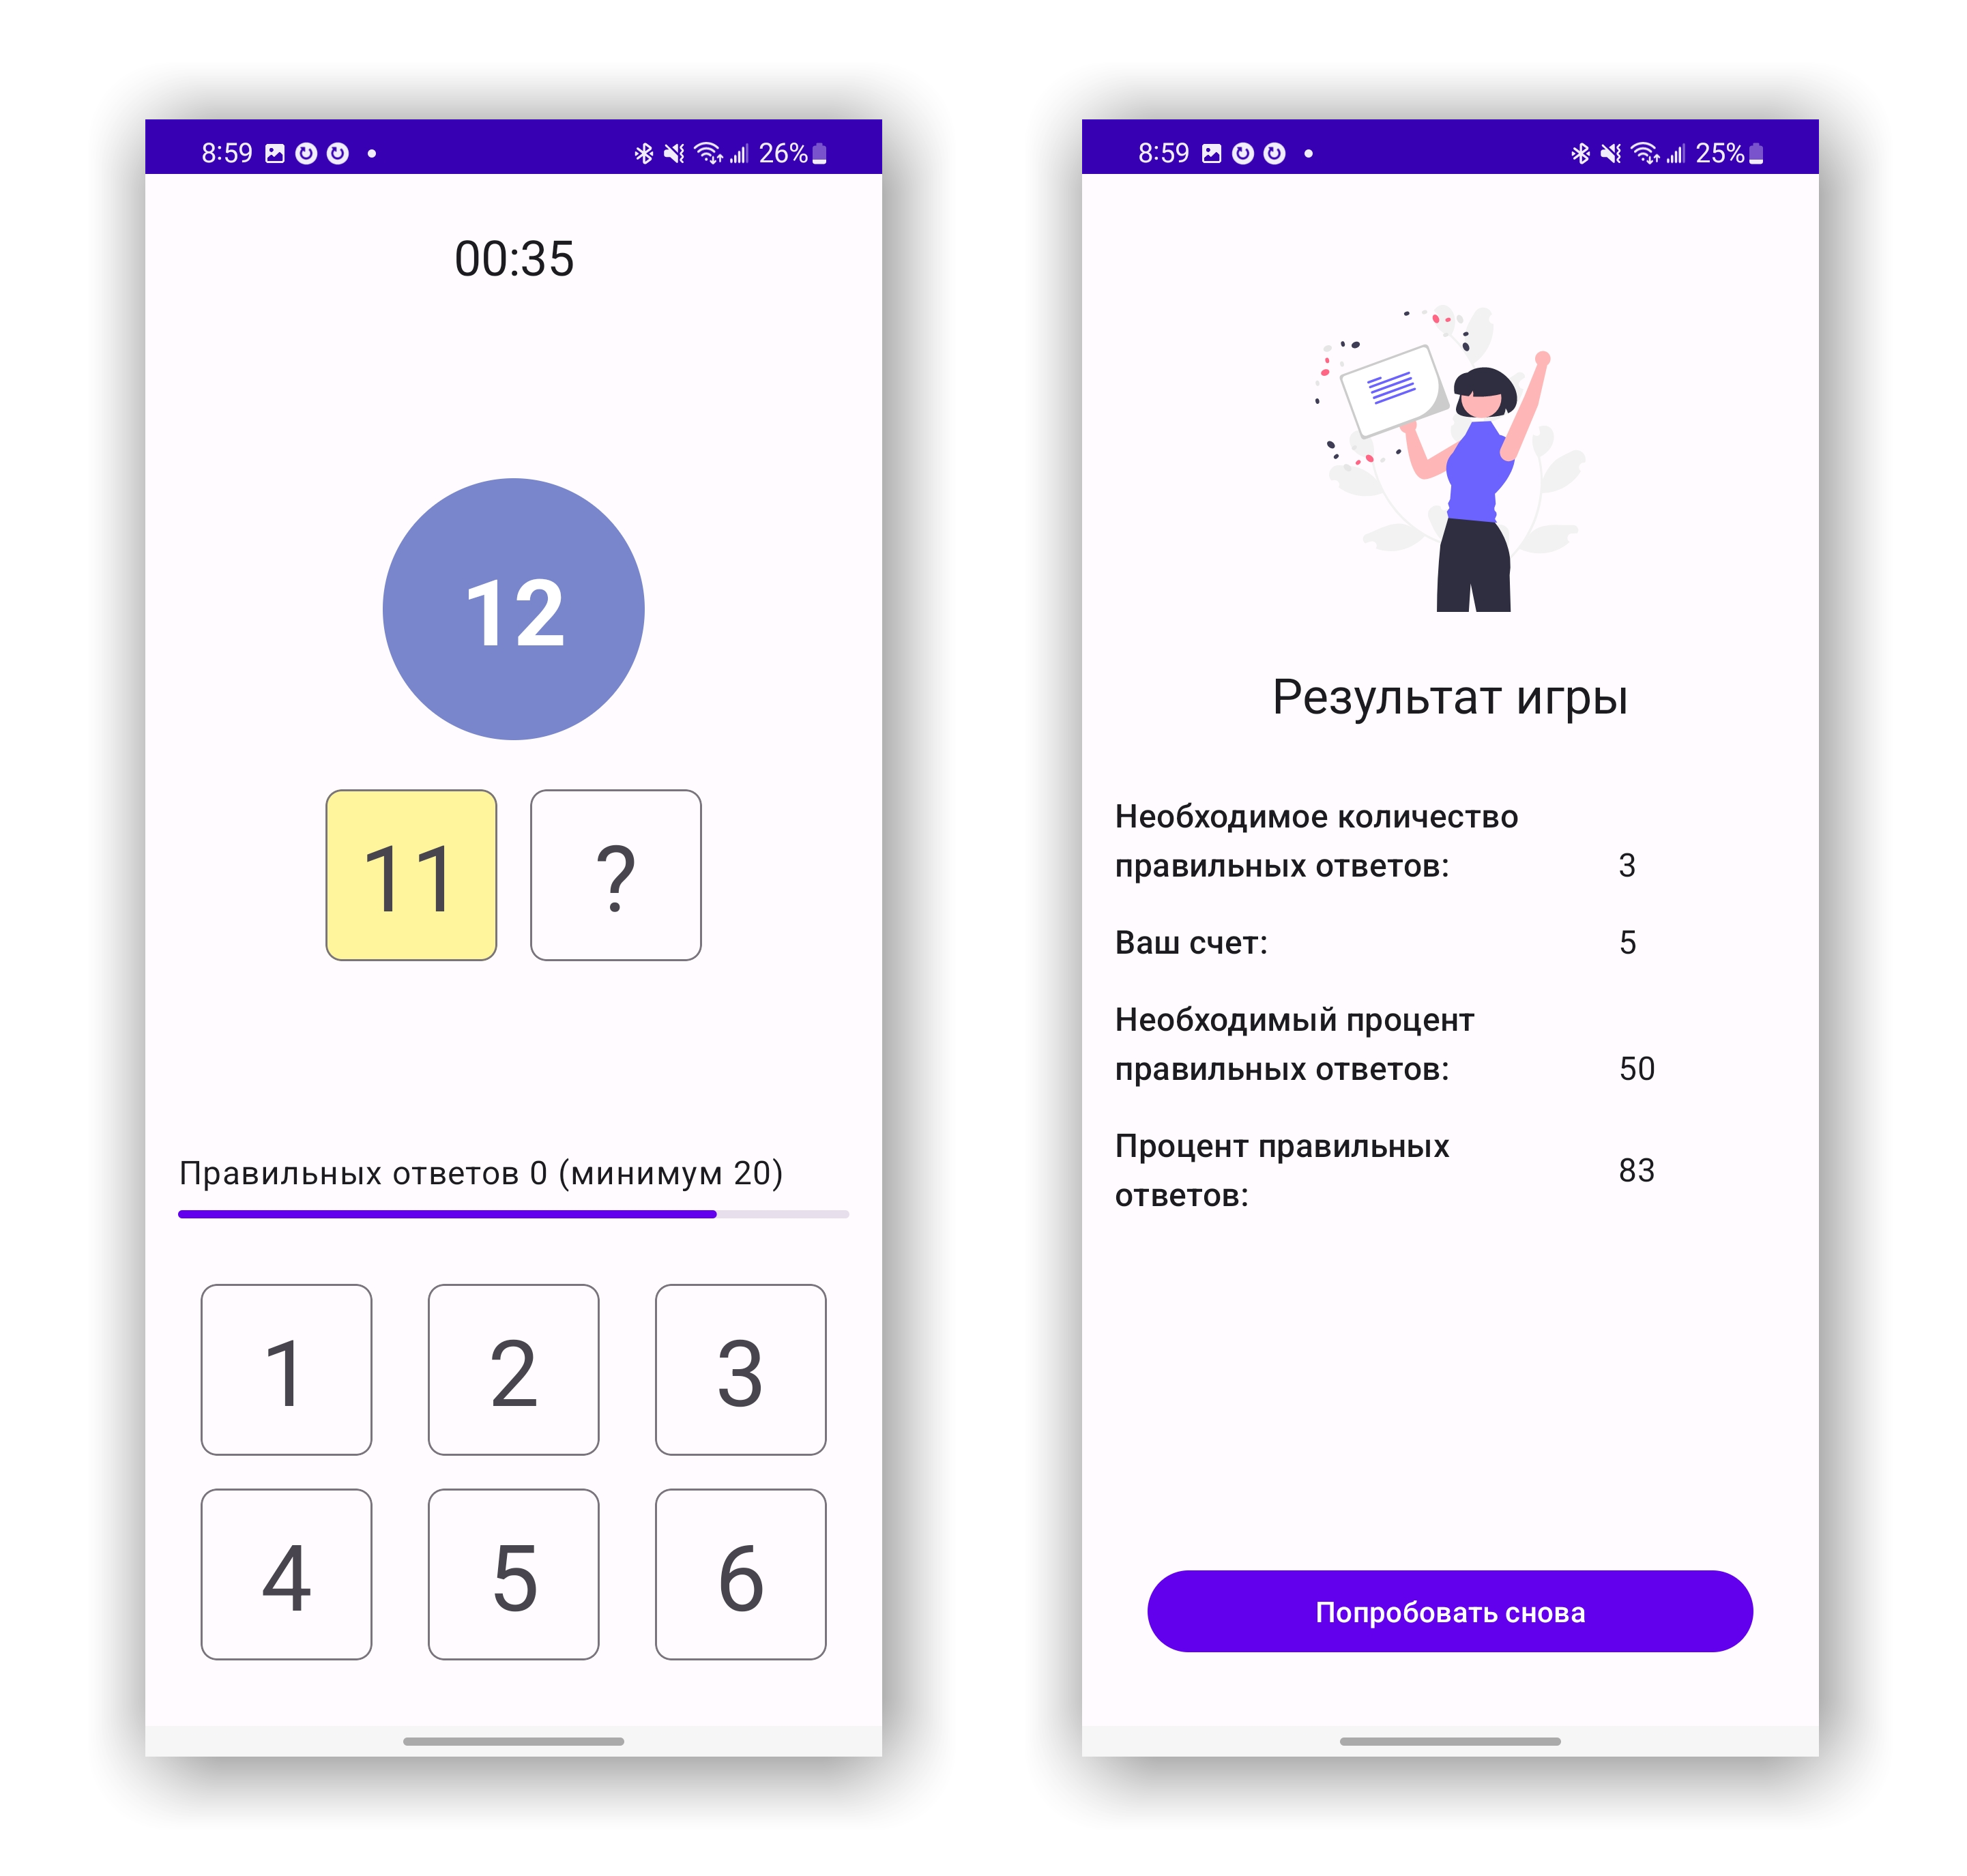 8:59
26%
00:35
12
11 ?
Правильных ответов 0 (минимум 20)
1 2 3
4 5 6
8:59
25%
Результат игры
Необходимое количество
правильных ответов: 3
Ваш счет: 5
Необходимый процент
правильных ответов: 50
Процент правильных
ответов: 83
Попробовать снова